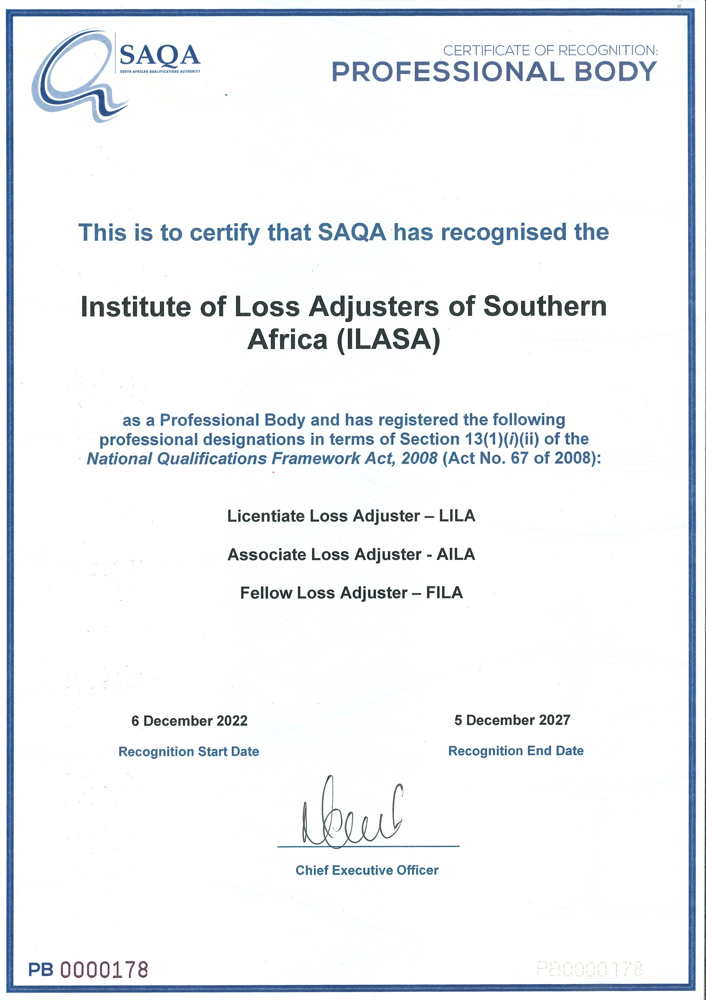 SAQA
SOUTH AFRICAN QUALIFICATIONS AUTHORITY
CERTIFICATE OF RECOGNITION:
PROFESSIONAL BODY
This is to certify that SAQA has recognised the
Institute of Loss Adjusters of Southern
Africa (ILASA)
as a Professional Body and has registered the following
professional designations in terms of Section 13(1)(i)(ii) of the
National Qualifications Framework Act, 2008 (Act No. 67 of 2008):
Licentiate Loss Adjuster – LILA
Associate Loss Adjuster - AILA
Fellow Loss Adjuster – FILA
6 December 2022
5 December 2027
Recognition Start Date
Recognition End Date
Chief Executive Officer
PB 0000178
PB0000178